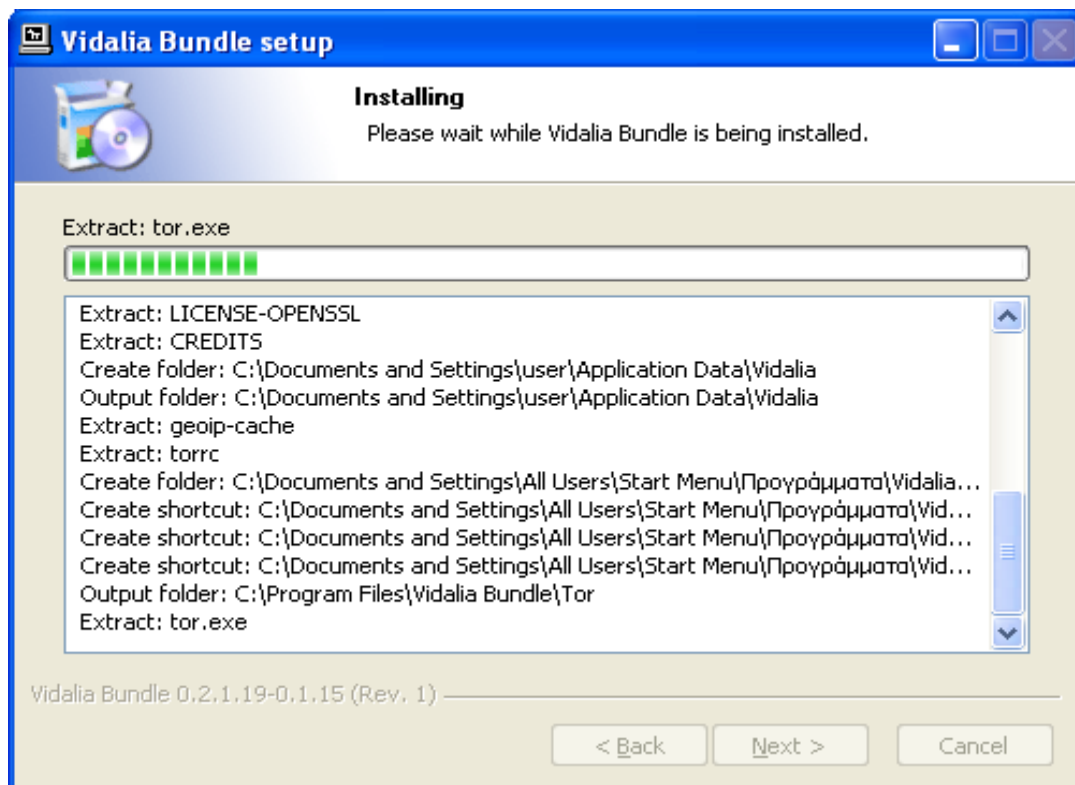 Vidalia Bundle setup
Installing
Please wait while Vidalia Bundle is being installed.
Extract: tor.exe
Extract: LICENSE-OPENSSL
Extract: CREDITS
Create folder: C:\Documents and Settings\user\Application Data\Vidalia
Output folder: C:\Documents and Settings\user\Application Data\Vidalia
Extract: geoip-cache
Extract: torrc
Create folder: C:\Documents and Settings\All Users\Start Menu\Προγράμματα\Vidalia...
Create shortcut: C:\Documents and Settings\All Users\Start Menu\Προγράμματα\Vid...
Create shortcut: C:\Documents and Settings\All Users\Start Menu\Προγράμματα\Vid...
Create shortcut: C:\Documents and Settings\All Users\Start Menu\Προγράμματα\Vid...
Output folder: C:\Program Files\Vidalia Bundle\Tor
Extract: tor.exe
Vidalia Bundle 0.2.1.19-0.1.15 (Rev. 1)
< Back Next > Cancel